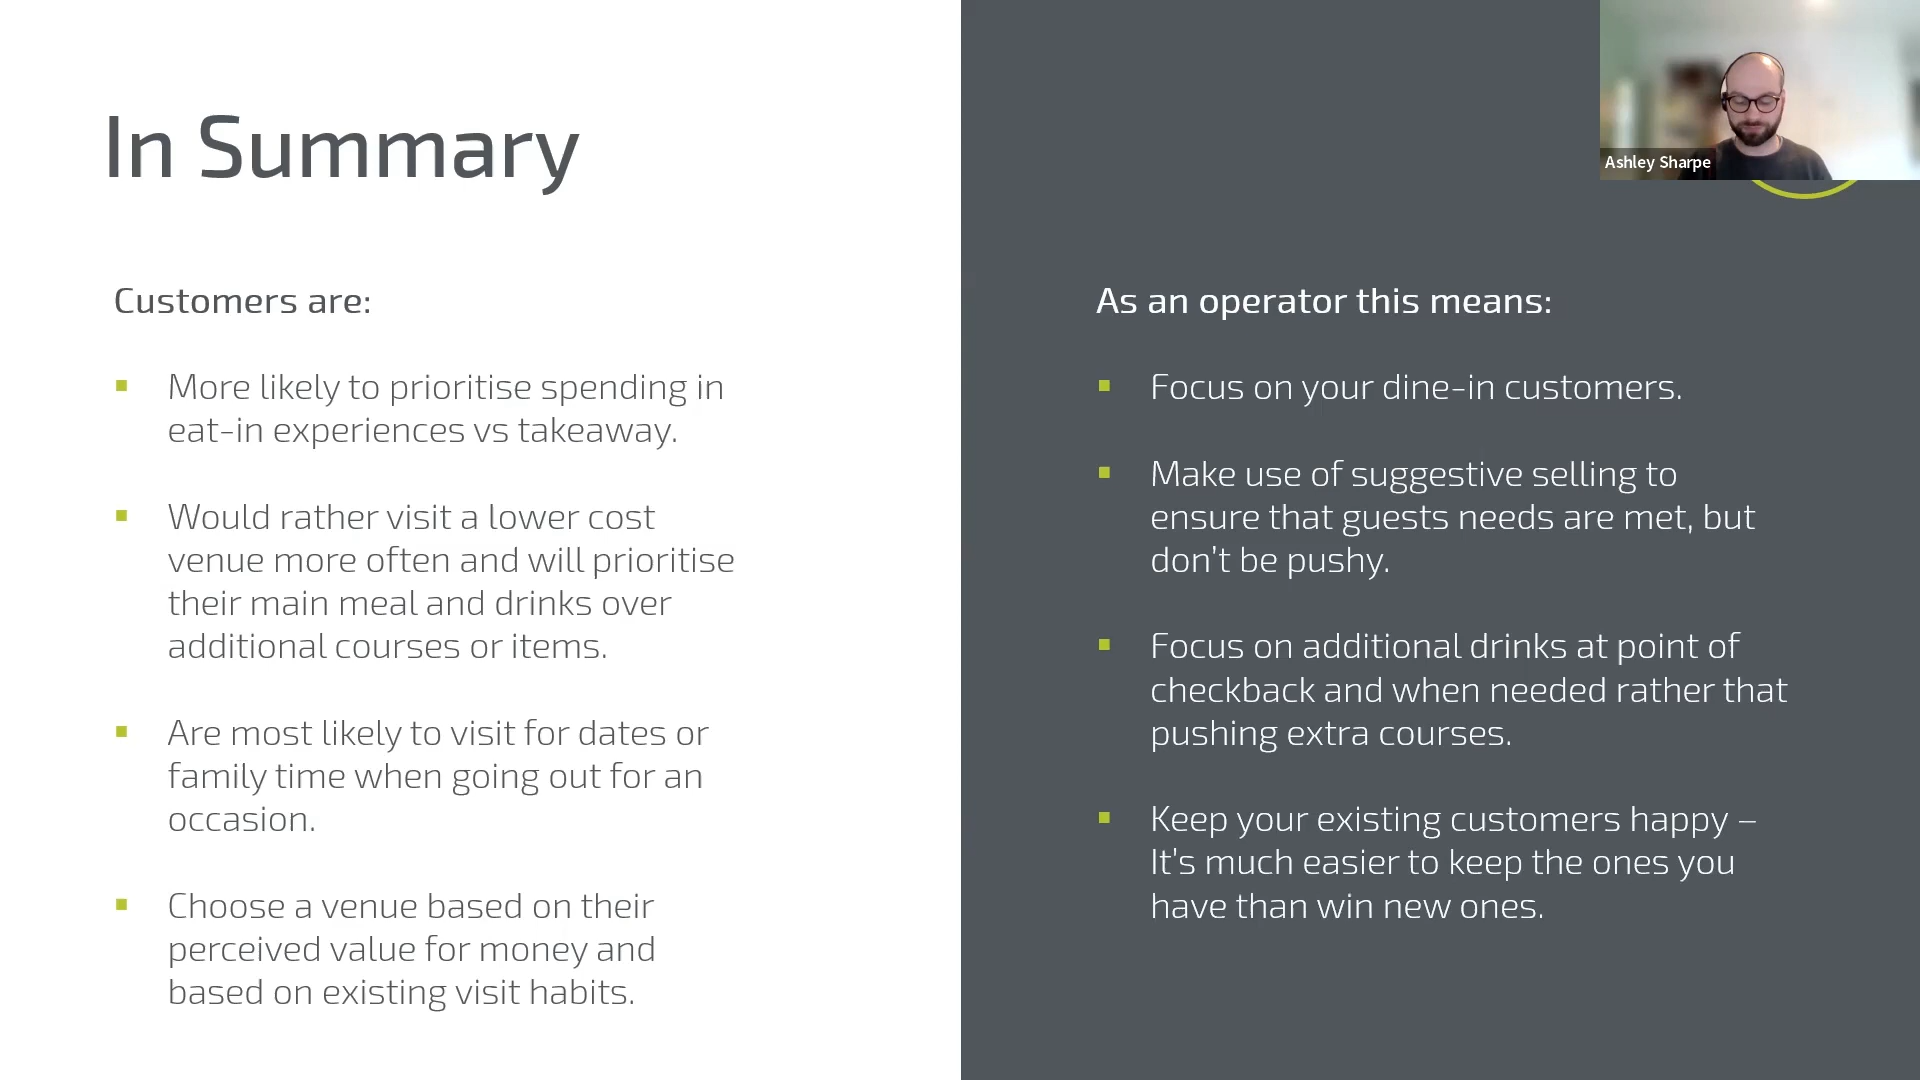 In Summary
Customers are:
▪ More likely to prioritise spending in
eat-in experiences vs takeaway.
▪ Would rather visit a lower cost
venue more often and will prioritise
their main meal and drinks over
additional courses or items.
▪ Are most likely to visit for dates or
family time when going out for an
occasion.
▪ Choose a venue based on their
perceived value for money and
based on existing visit habits.
Ashley Sharpe
As an operator this means:
▪ Focus on your dine-in customers.
▪ Make use of suggestive selling to
ensure that guests needs are met, but
don't be pushy.
▪ Focus on additional drinks at point of
checkback and when needed rather that
pushing extra courses.
▪ Keep your existing customers happy –
It's much easier to keep the ones you
have than win new ones.